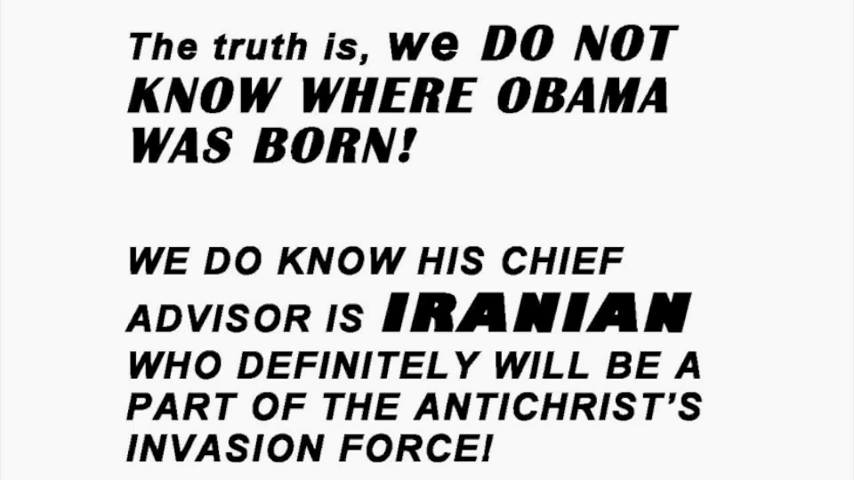 The truth is, we DO NOT
KNOW WHERE OBAMA
WAS BORN!
WE DO KNOW HIS CHIEF
ADVISOR IS IRANIAN
WHO DEFINITELY WILL BE A
PART OF THE ANTICHRIST'S
INVASION FORCE!